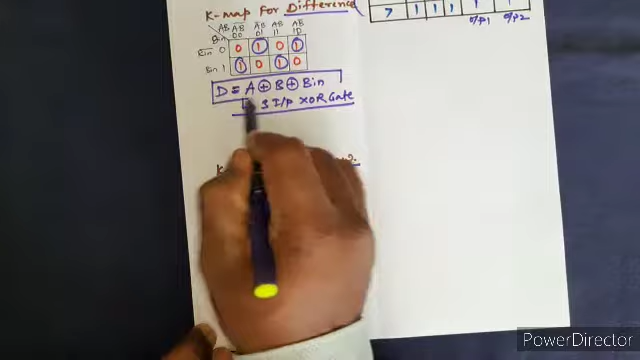 K-map For Difference
AB A̅B̅ A̅B AB AB̅
Bin 00 01 11 10
B̅i̅n̅ 0 0 1 0 1
Bin 1 1 0 1 0
D = A ⊕ B ⊕ Bin
3 I/p XOR Gate
7 1 1 1 1 1
O/P1 O/P2
PowerDirector